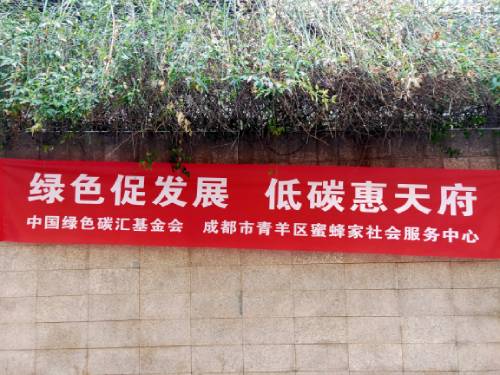 绿色促发展 低碳惠天府
中国绿色碳汇基金会 成都市青羊区蜜蜂家社会服务中心